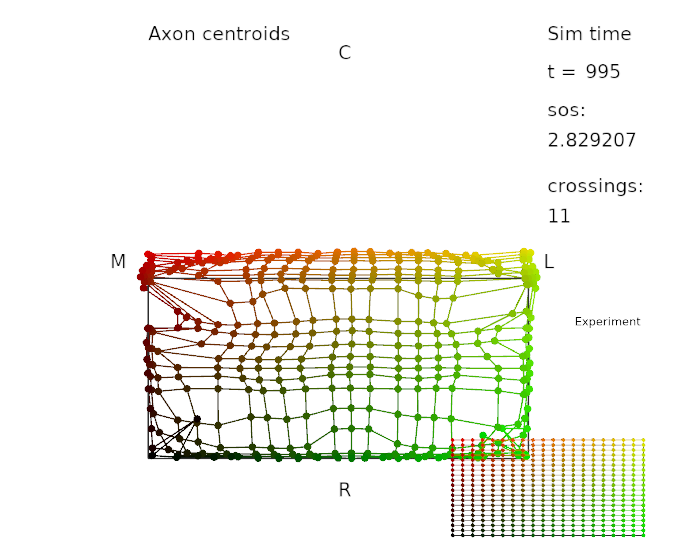 Axon centroids
C
Sim time
t = 995
sos:
2.829207
crossings:
11
M
L
Experiment
R